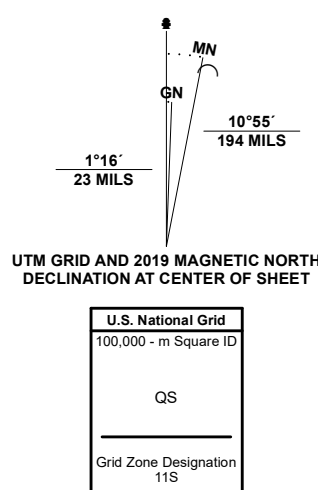 MN
GN
10°55´
194 MILS
1°16´
23 MILS
UTM GRID AND 2019 MAGNETIC NORTH
DECLINATION AT CENTER OF SHEET
U.S. National Grid
100,000 - m Square ID
QS
Grid Zone Designation
11S